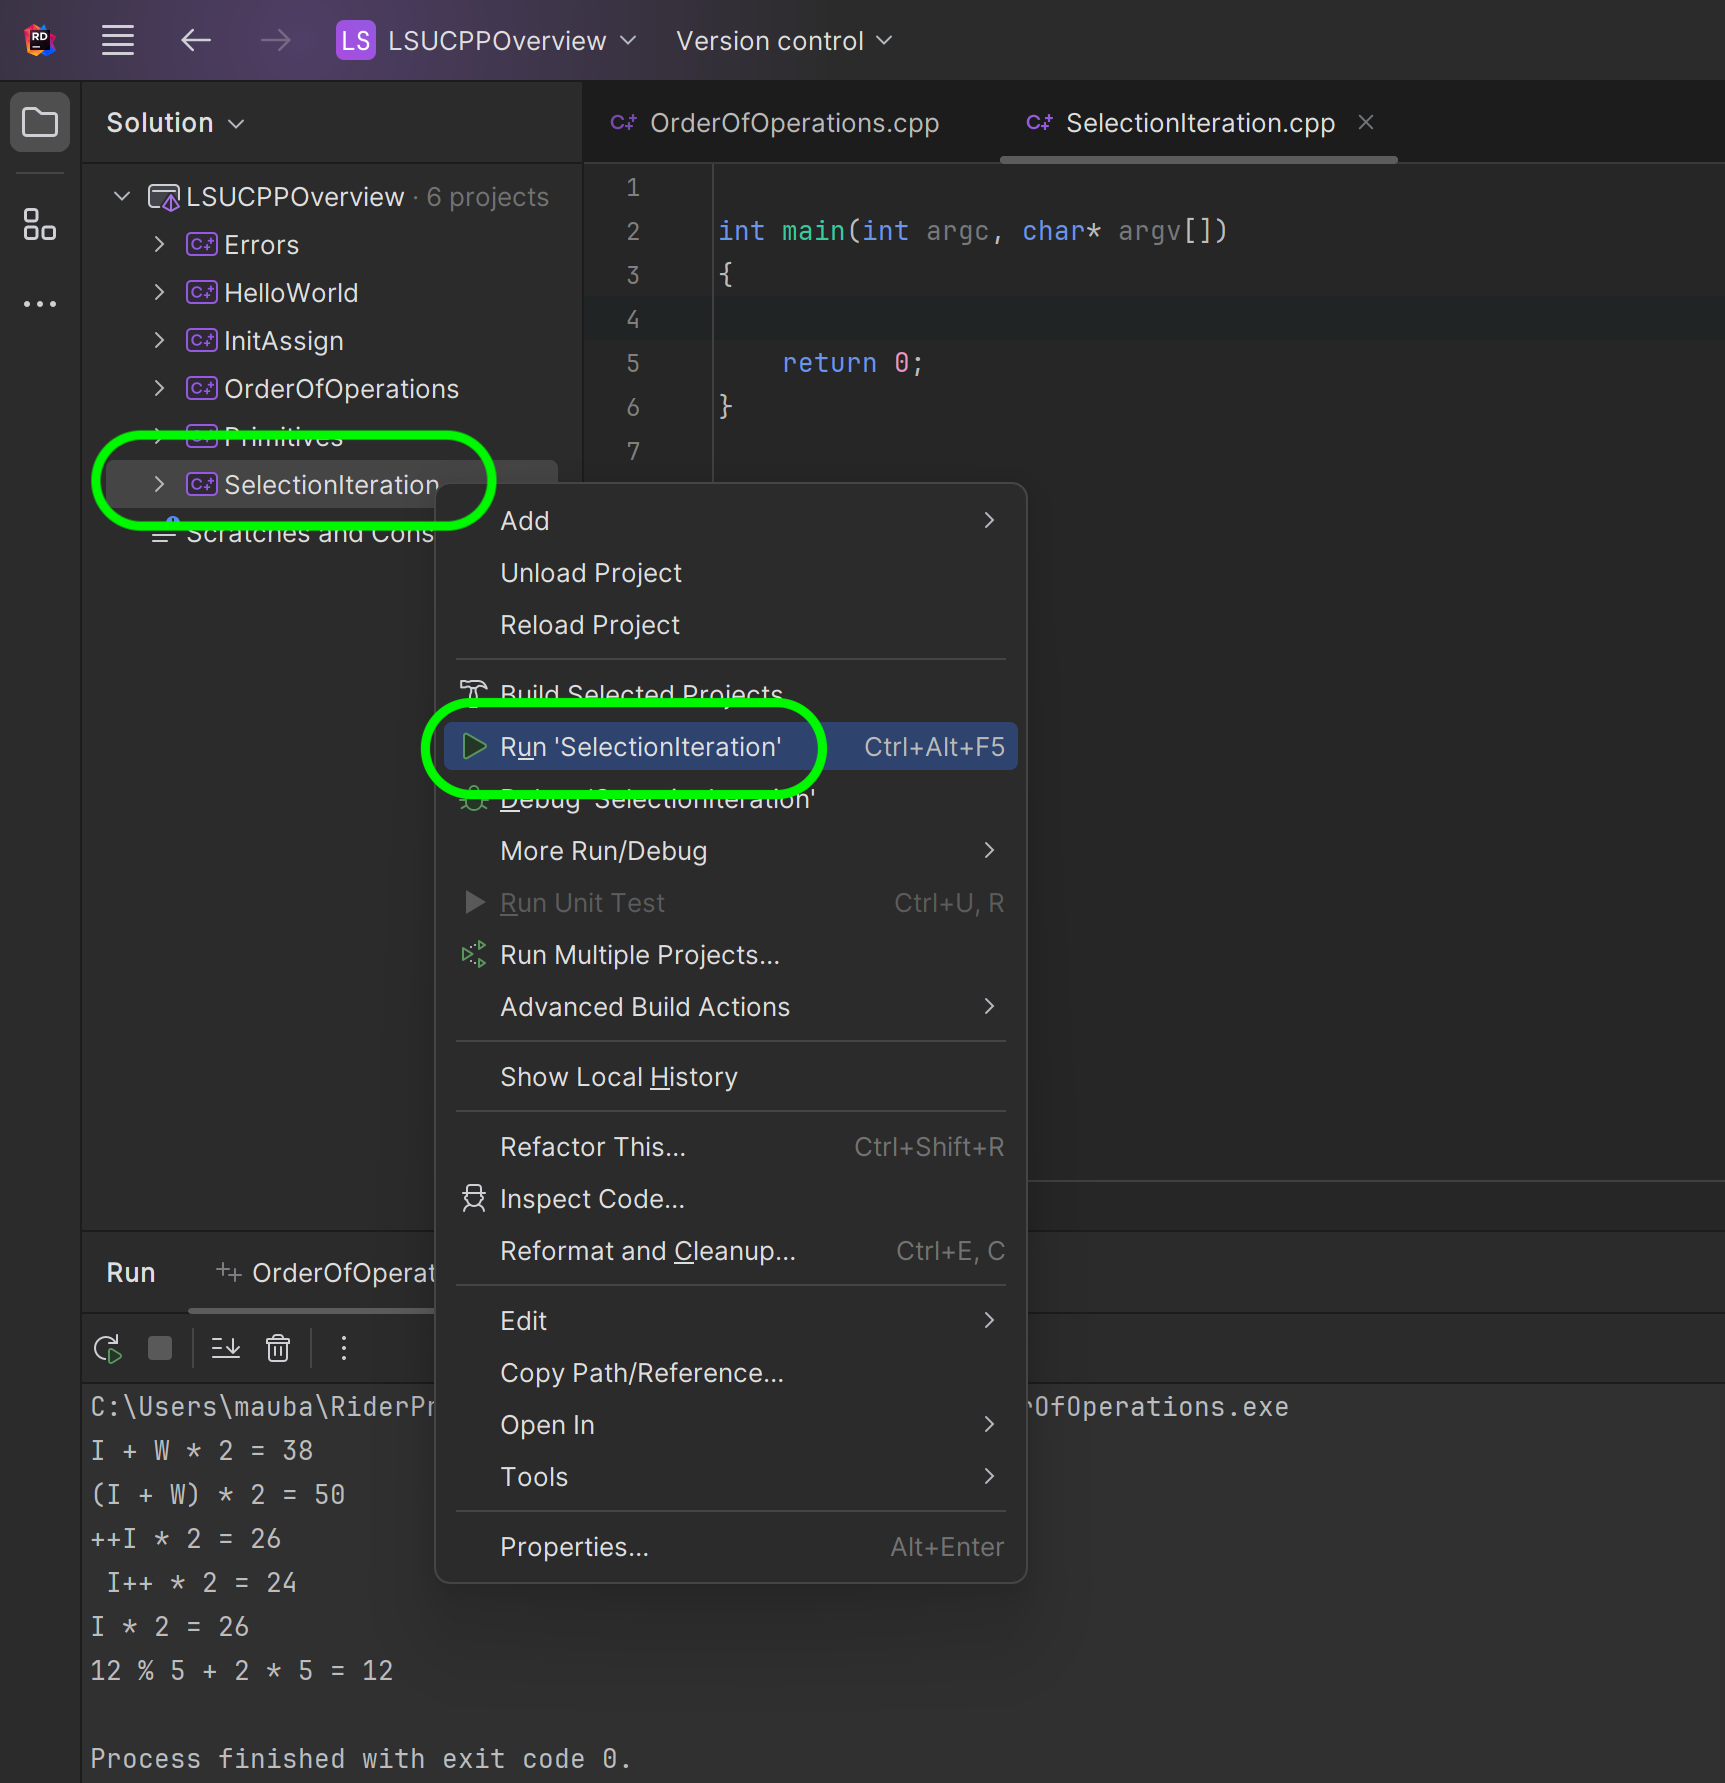 RD
LS LSUCPPOverview Version control
Solution
OrderOfOperations.cpp
SelectionIteration.cpp
LSUCPPOverview · 6 projects
Errors
HelloWorld
InitAssign
OrderOfOperations
Primitives
SelectionIteration
Scratches and Cons
1
2 int main(int argc, char* argv[])
3 {
4
5 return 0;
6 }
7
Add
Unload Project
Reload Project
Build Selected Projects
Run 'SelectionIteration' Ctrl+Alt+F5
Debug 'SelectionIteration'
More Run/Debug
Run Unit Test Ctrl+U, R
Run Multiple Projects...
Advanced Build Actions
Show Local History
Refactor This... Ctrl+Shift+R
Inspect Code...
Reformat and Cleanup... Ctrl+E, C
Edit
Copy Path/Reference...
Open In
Tools
Properties... Alt+Enter
Run OrderOfOperat
C:\Users\mauba\RiderPr rOfOperations.exe
I + W * 2 = 38
(I + W) * 2 = 50
++I * 2 = 26
I++ * 2 = 24
I * 2 = 26
12 % 5 + 2 * 5 = 12
Process finished with exit code 0.